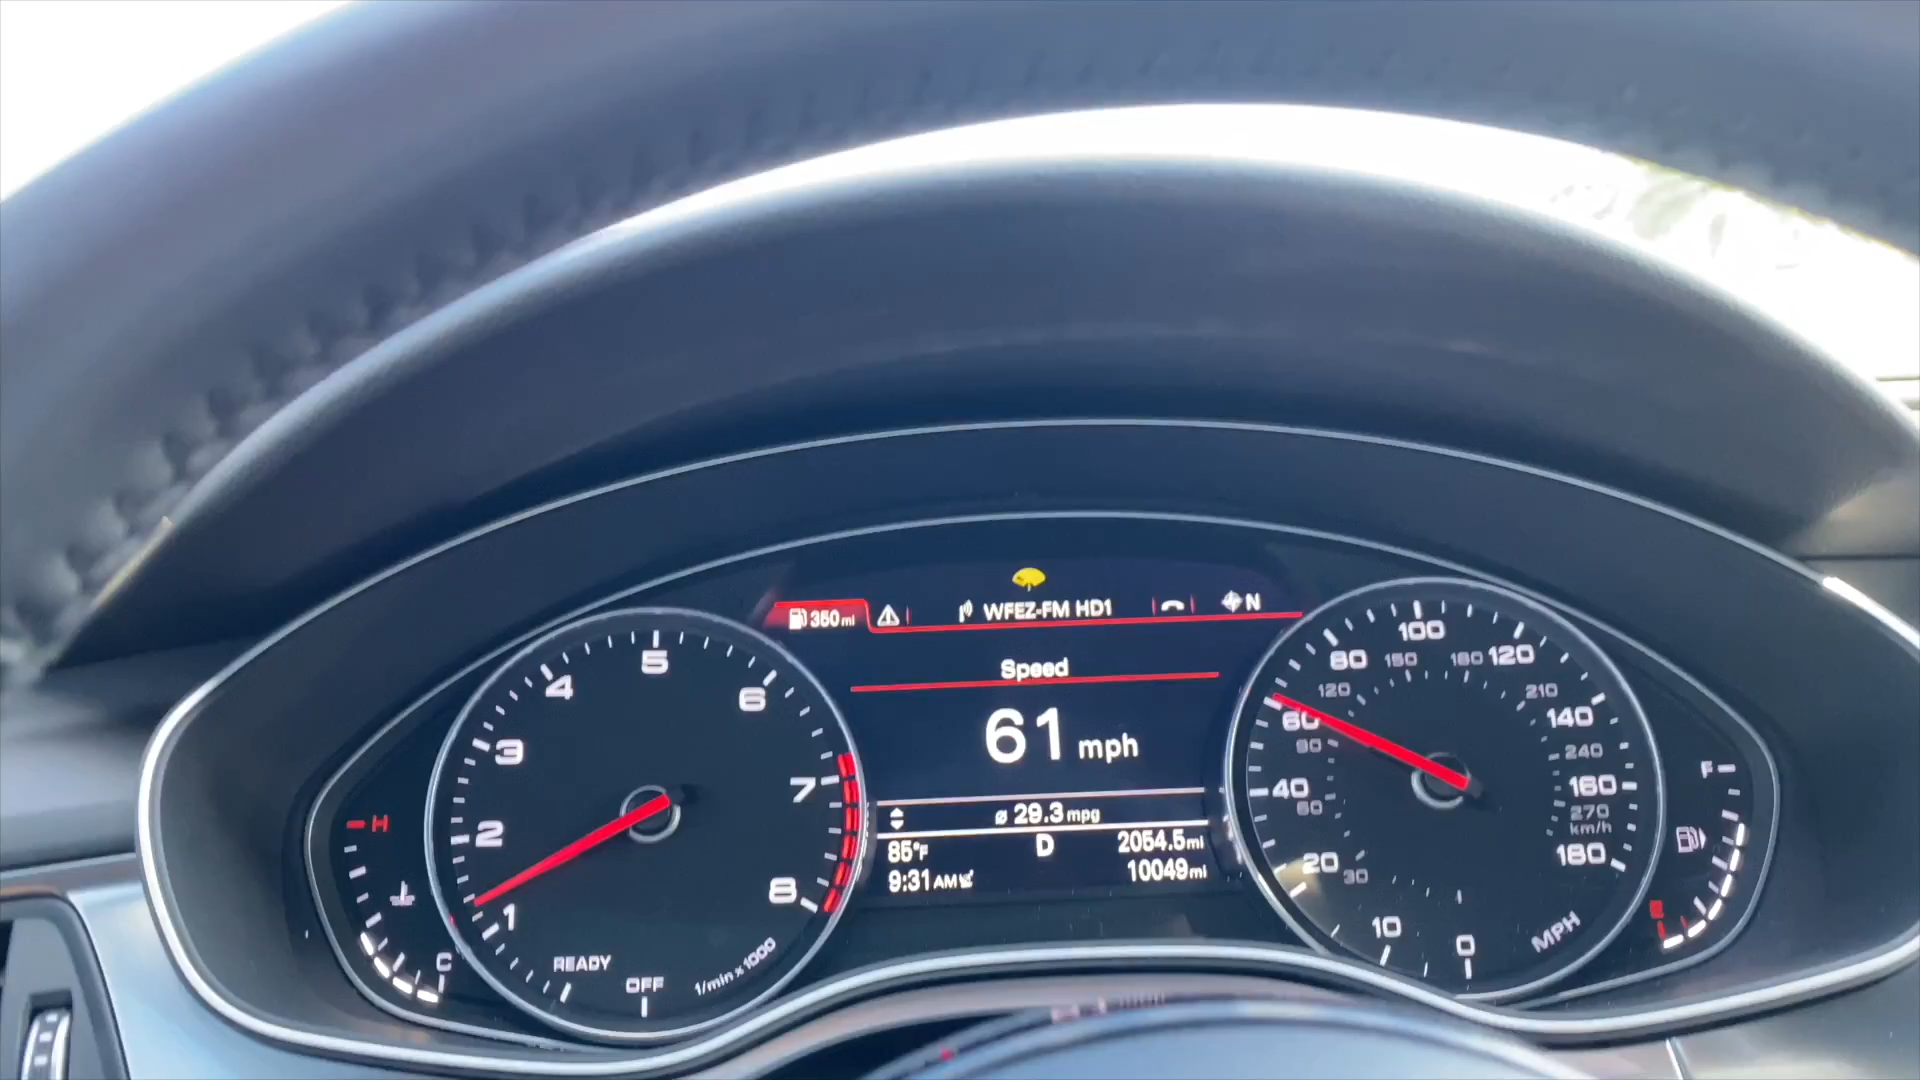 350 mi
WFEZ-FM HD1
N
Speed
61 mph
ø 29.3 mpg
85°F
D
2054.5 mi
9:31 AM
10049 mi
H
C
OFF
READY
1
2
3
4
5
6
7
8
1/min x 1000
0
10
20
40
60
80
100
120
140
160
180
MPH
30
60
90
120
150
180
210
240
270
km/h
F
E